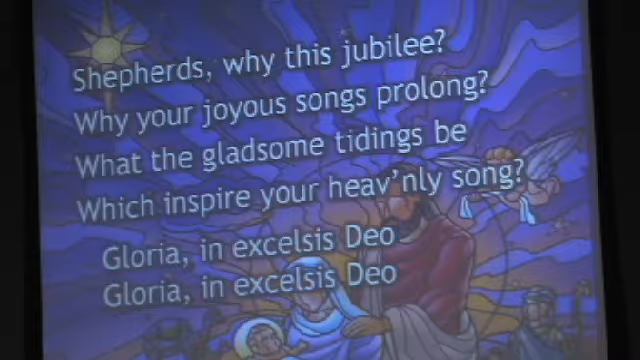 Shepherds, why this jubilee?
Why your joyous songs prolong?
What the gladsome tidings be
Which inspire your heav'nly song?
Gloria, in excelsis Deo
Gloria, in excelsis Deo